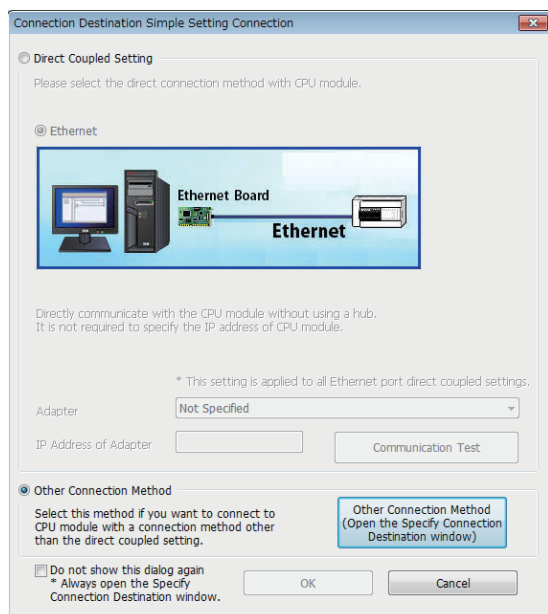 Connection Destination Simple Setting Connection
Direct Coupled Setting
Please select the direct connection method with CPU module.
Ethernet
Ethernet Board
Ethernet
Directly communicate with the CPU module without using a hub.
It is not required to specify the IP address of CPU module.
* This setting is applied to all Ethernet port direct coupled settings.
Adapter
Not Specified
IP Address of Adapter
Communication Test
Other Connection Method
Select this method if you want to connect to
CPU module with a connection method other
than the direct coupled setting.
Other Connection Method
(Open the Specify Connection
Destination window)
Do not show this dialog again
* Always open the Specify
Connection Destination window.
OK
Cancel